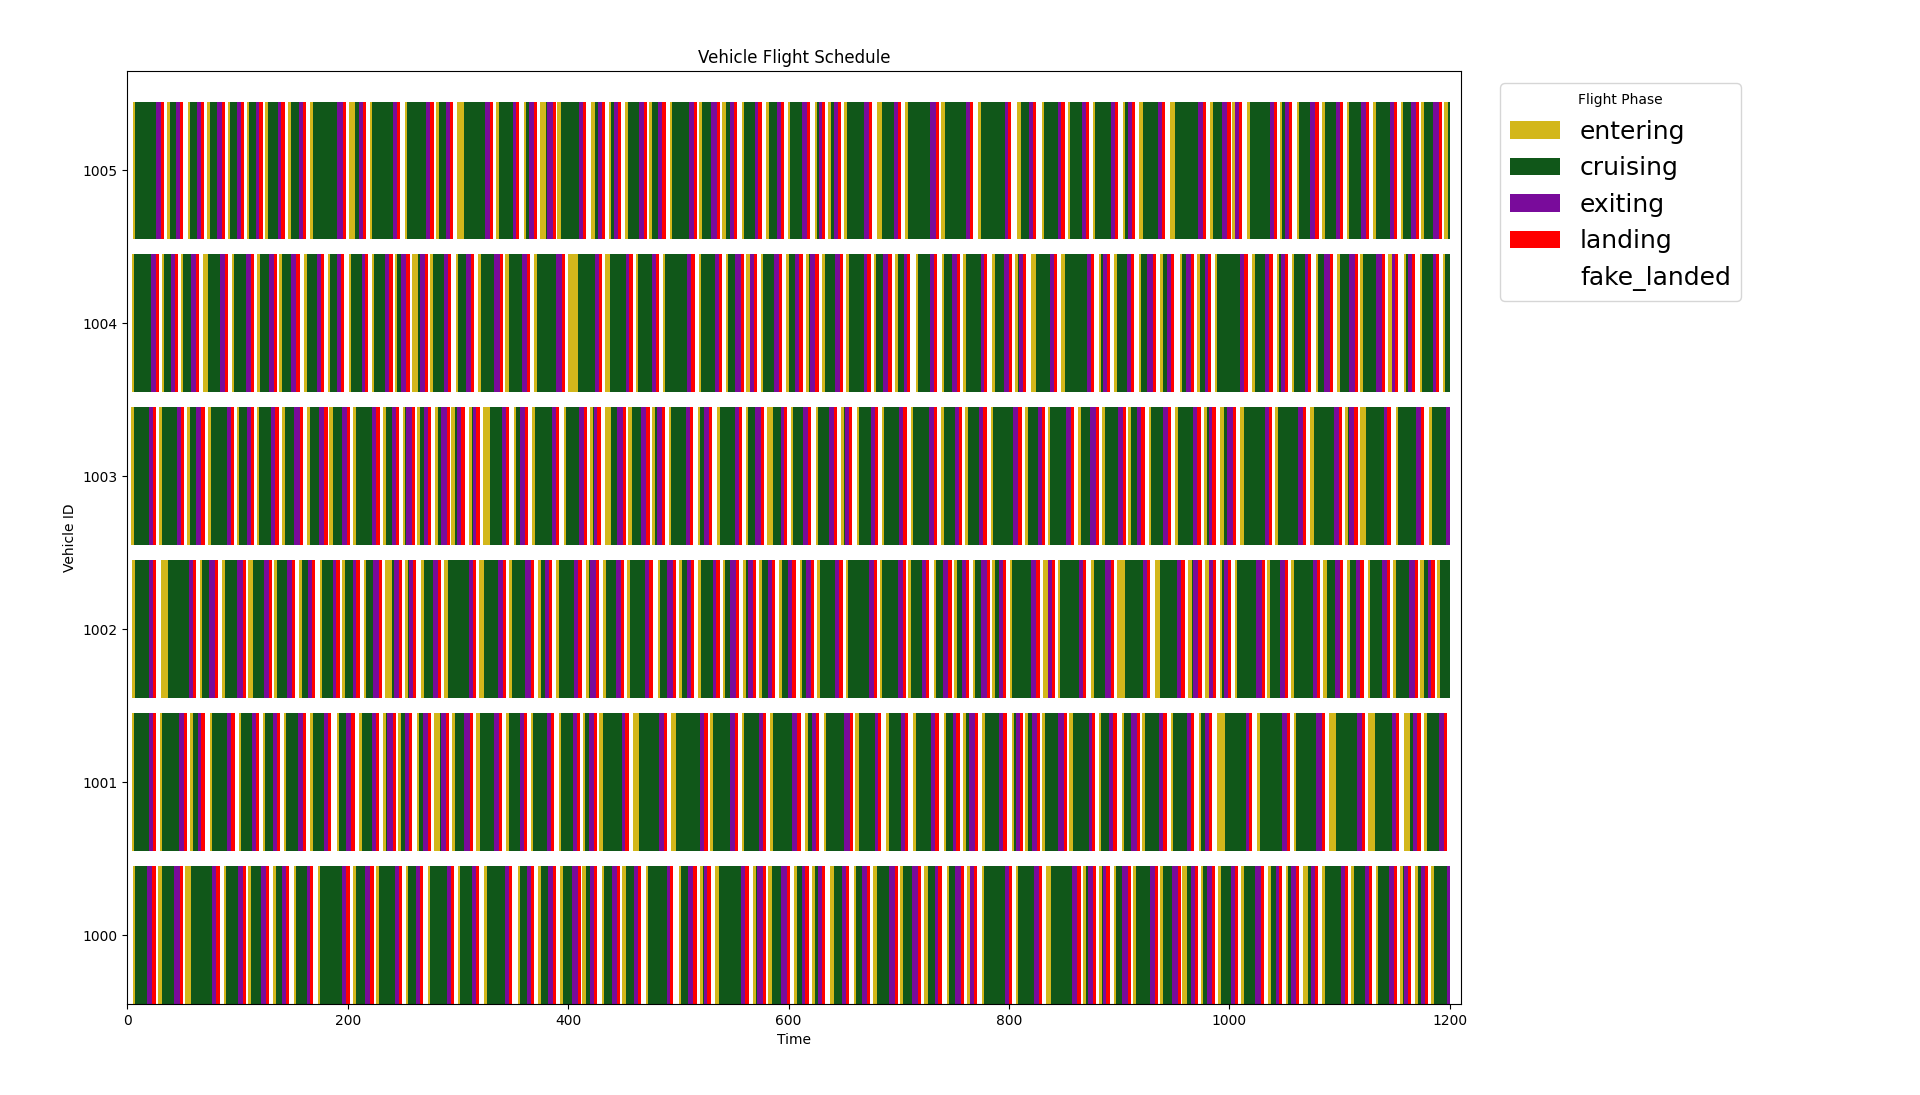 Vehicle Flight Schedule
Flight Phase
entering
cruising
exiting
landing
fake_landed
Vehicle ID
1005
1004
1003
1002
1001
1000
0
200
400
600
800
1000
1200
Time